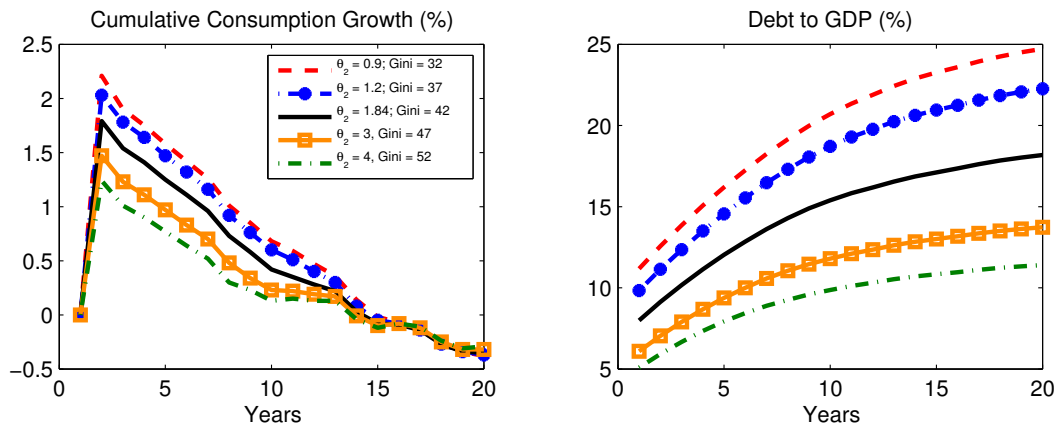 Cumulative Consumption Growth (%)
2.5
2
1.5
1
0.5
0
−0.5
0
5
10
15
20
Years
θ2 = 0.9; Gini = 32
θ2 = 1.2; Gini = 37
θ2 = 1.84; Gini = 42
θ2 = 3, Gini = 47
θ2 = 4, Gini = 52
Debt to GDP (%)
25
20
15
10
5
0
5
10
15
20
Years